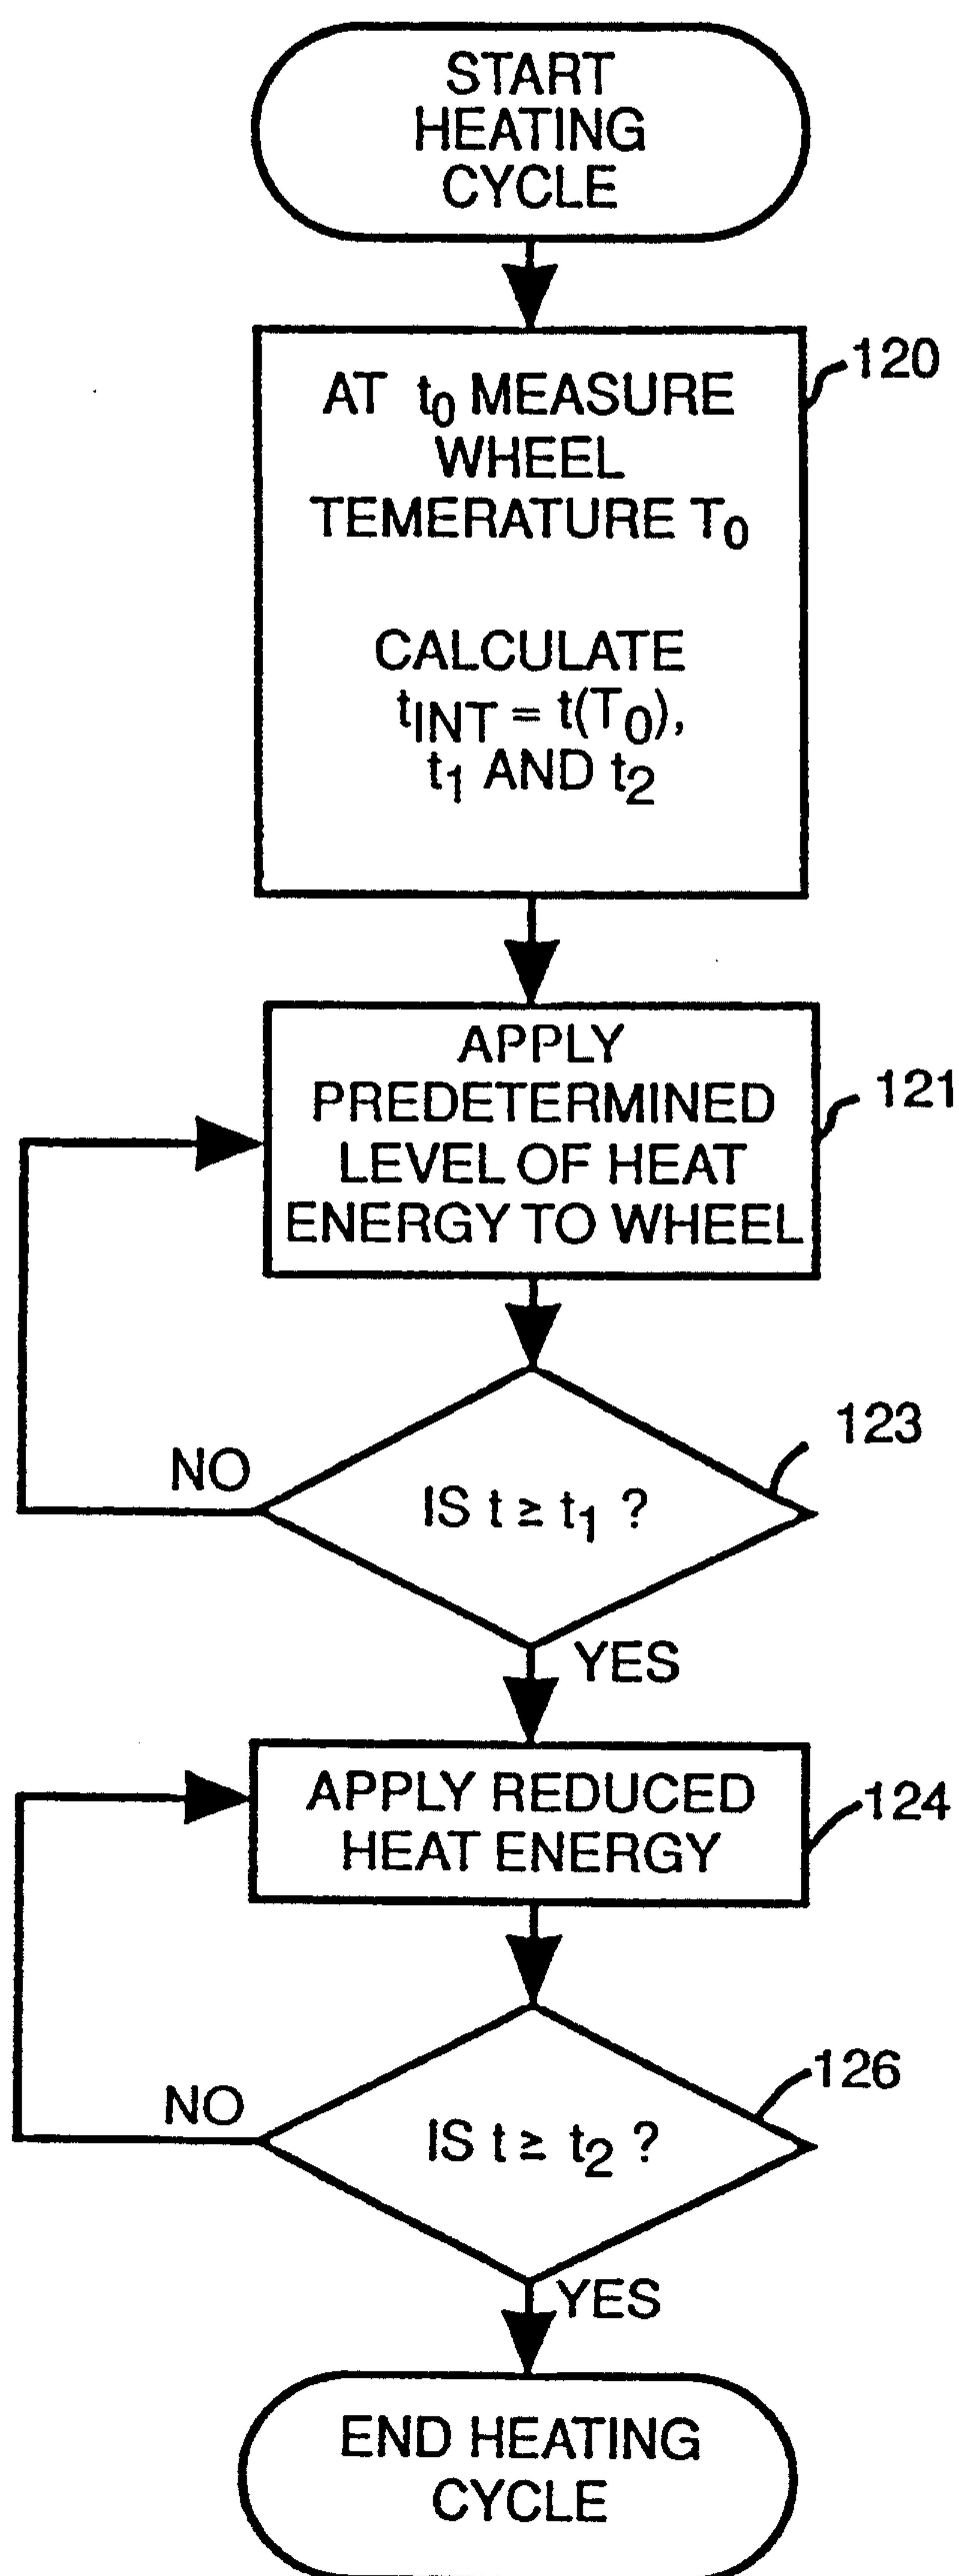 START
HEATING
CYCLE
AT t0 MEASURE
WHEEL
TEMERATURE T0
CALCULATE
tINT = t(T0),
t1 AND t2
120
APPLY
PREDETERMINED
LEVEL OF HEAT
ENERGY TO WHEEL
121
IS t ≥ t1 ?
123
NO
YES
APPLY REDUCED
HEAT ENERGY
124
IS t ≥ t2 ?
126
NO
YES
END HEATING
CYCLE